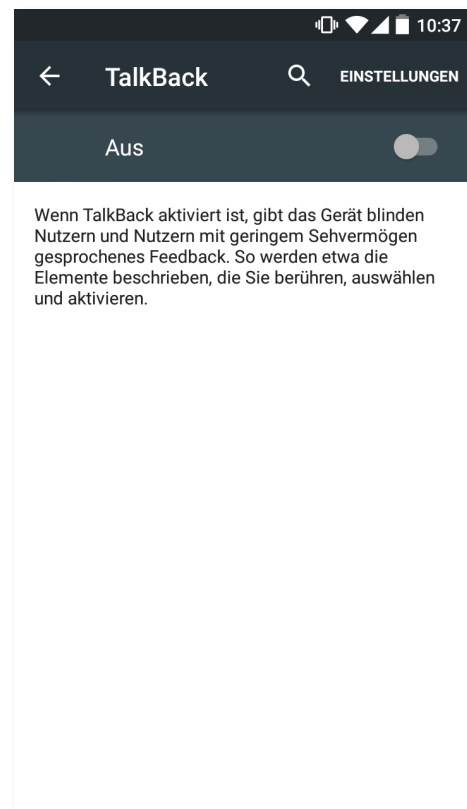 10:37
TalkBack
EINSTELLUNGEN
Aus
Wenn TalkBack aktiviert ist, gibt das Gerät blinden
Nutzern und Nutzern mit geringem Sehvermögen
gesprochenes Feedback. So werden etwa die
Elemente beschrieben, die Sie berühren, auswählen
und aktivieren.